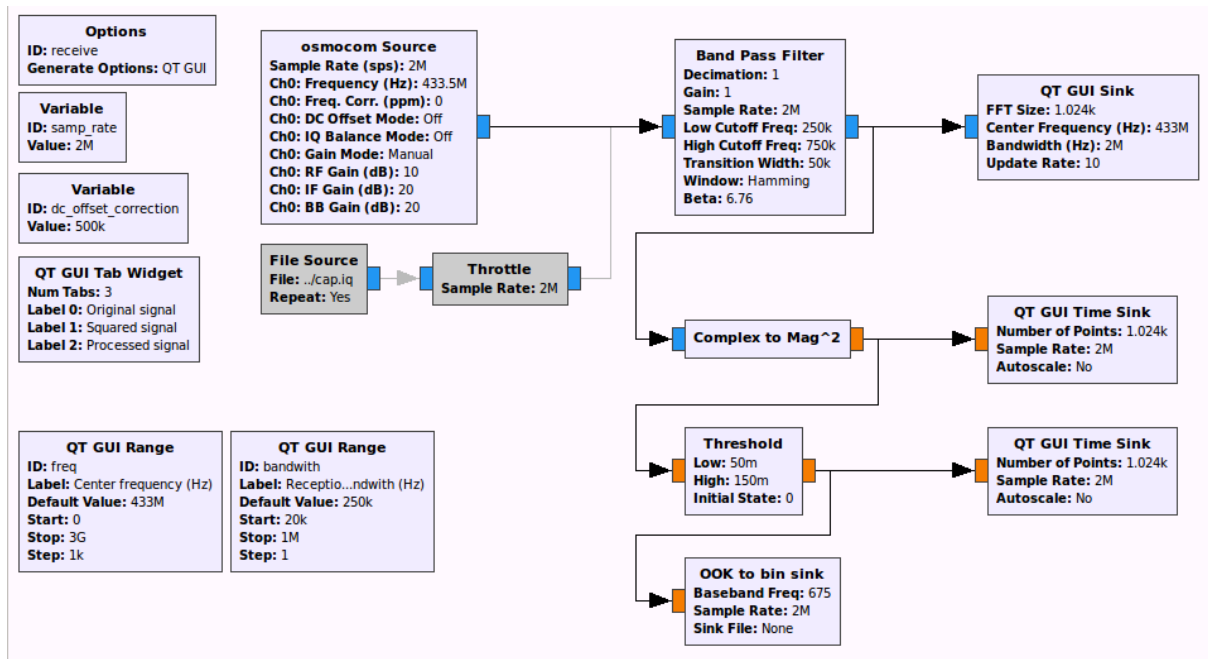 Options
ID: receive
Generate Options: QT GUI
Variable
ID: samp_rate
Value: 2M
Variable
ID: dc_offset_correction
Value: 500k
QT GUI Tab Widget
Num Tabs: 3
Label 0: Original signal
Label 1: Squared signal
Label 2: Processed signal
osmocom Source
Sample Rate (sps): 2M
Ch0: Frequency (Hz): 433.5M
Ch0: Freq. Corr. (ppm): 0
Ch0: DC Offset Mode: Off
Ch0: IQ Balance Mode: Off
Ch0: Gain Mode: Manual
Ch0: RF Gain (dB): 10
Ch0: IF Gain (dB): 20
Ch0: BB Gain (dB): 20
File Source
File: ../cap.iq
Repeat: Yes
Throttle
Sample Rate: 2M
Band Pass Filter
Decimation: 1
Gain: 1
Sample Rate: 2M
Low Cutoff Freq: 250k
High Cutoff Freq: 750k
Transition Width: 50k
Window: Hamming
Beta: 6.76
QT GUI Sink
FFT Size: 1.024k
Center Frequency (Hz): 433M
Bandwidth (Hz): 2M
Update Rate: 10
Complex to Mag^2
QT GUI Time Sink
Number of Points: 1.024k
Sample Rate: 2M
Autoscale: No
QT GUI Range
ID: freq
Label: Center frequency (Hz)
Default Value: 433M
Start: 0
Stop: 3G
Step: 1k
QT GUI Range
ID: bandwith
Label: Receptio...ndwith (Hz)
Default Value: 250k
Start: 20k
Stop: 1M
Step: 1
Threshold
Low: 50m
High: 150m
Initial State: 0
QT GUI Time Sink
Number of Points: 1.024k
Sample Rate: 2M
Autoscale: No
OOK to bin sink
Baseband Freq: 675
Sample Rate: 2M
Sink File: None